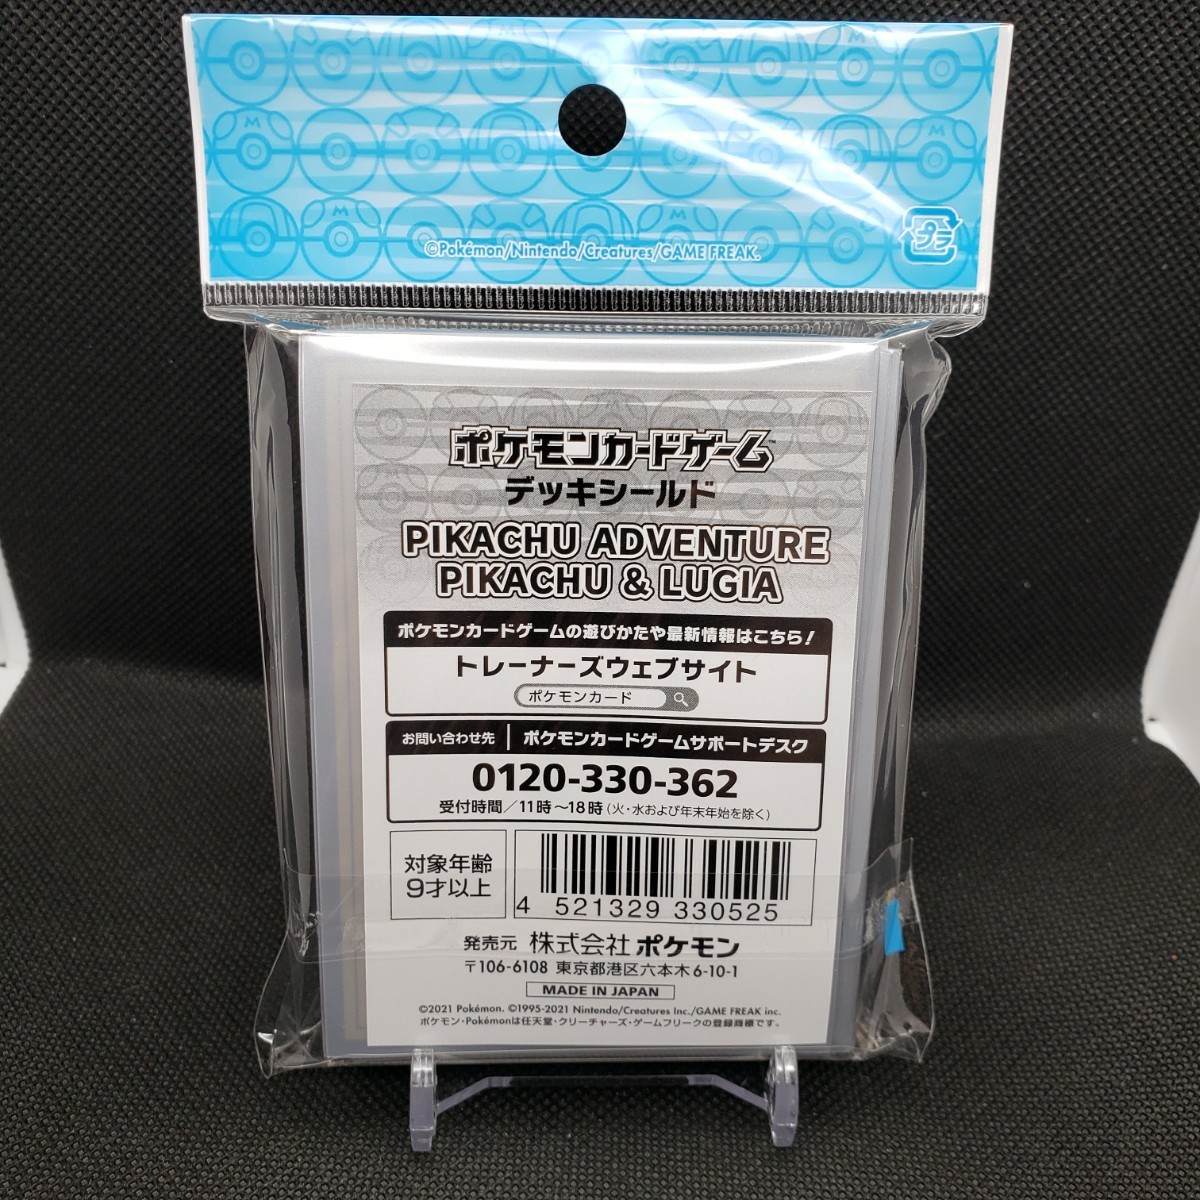 ©Pokémon/Nintendo/Creatures/GAME FREAK.
プラ
ポケモンカードゲーム™
デッキシールド
PIKACHU ADVENTURE
PIKACHU & LUGIA
ポケモンカードゲームの遊びかたや最新情報はこちら!
トレーナーズウェブサイト
ポケモンカード
お問い合わせ先 ポケモンカードゲームサポートデスク
0120-330-362
受付時間/11時〜18時(火・水および年末年始を除く)
対象年齢
9才以上
4 521329 330525
発売元 株式会社 ポケモン
〒106-6108 東京都港区六本木6-10-1
MADE IN JAPAN
©2021 Pokémon. ©1995-2021 Nintendo/Creatures Inc./GAME FREAK inc.
ポケモン・Pokémonは任天堂・クリーチャーズ・ゲームフリークの登録商標です。